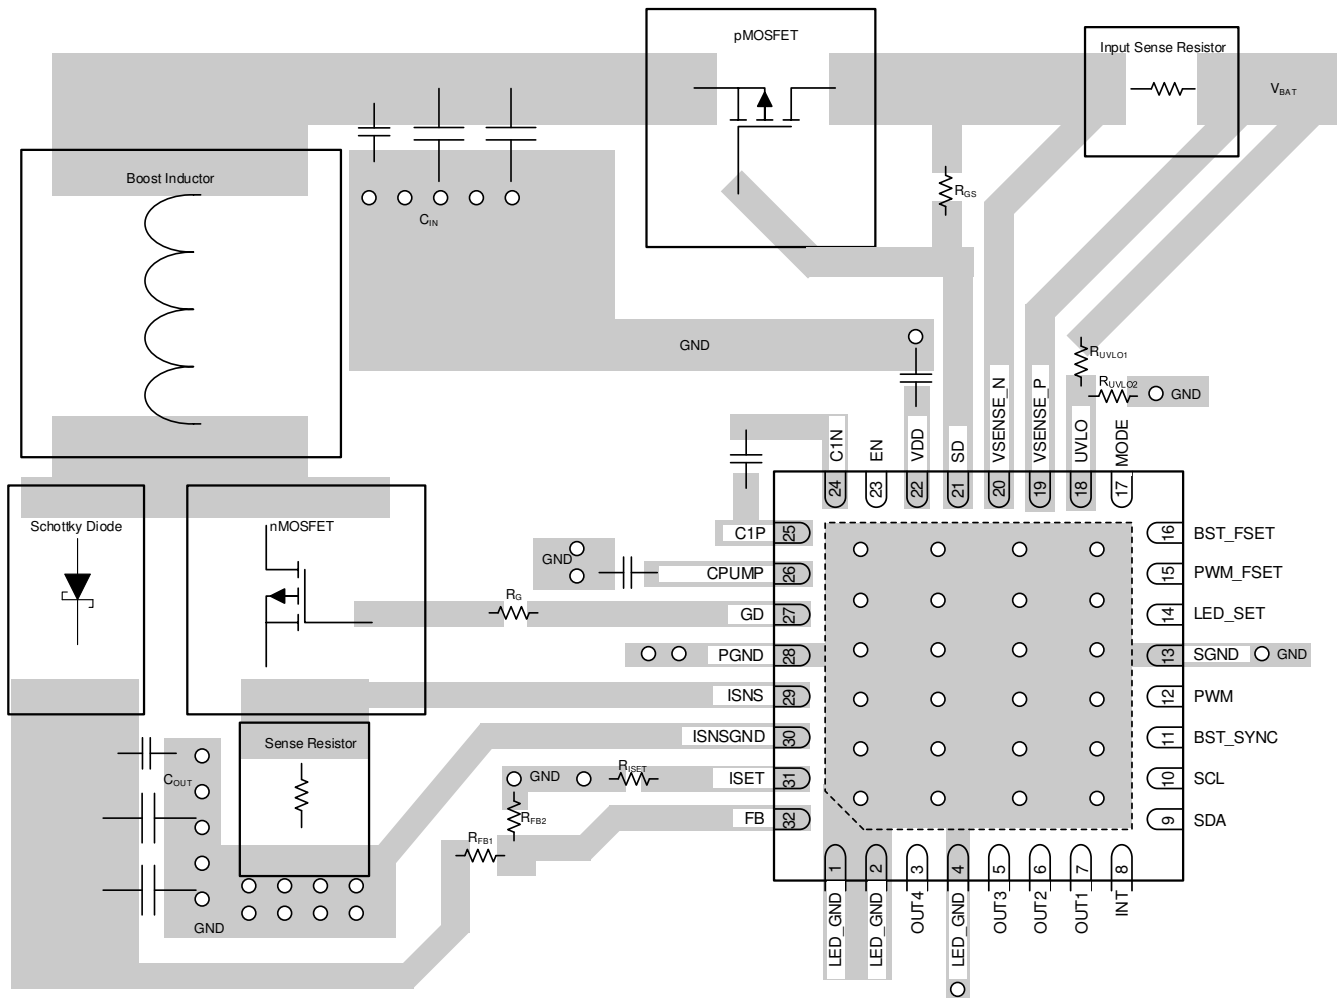 pMOSFET
Input Sense Resistor
VBAT
Boost Inductor
RGS
CIN
GND
RUVLO1
RUVLO2
GND
C1N
EN
VDD
SD
VSENSE_N
VSENSE_P
UVLO
MODE
24
23
22
21
20
19
18
17
Schottky Diode
nMOSFET
C1P
25
16
BST_FSET
GND
CPUMP
26
15
PWM_FSET
RG
GD
27
14
LED_SET
PGND
28
13
SGND
GND
ISNS
29
12
PWM
Sense Resistor
ISNSGND
30
11
BST_SYNC
COUT
GND
RISET
ISET
31
10
SCL
RFB2
FB
32
9
SDA
RFB1
1
2
3
4
5
6
7
8
LED_GND
LED_GND
OUT4
LED_GND
OUT3
OUT2
OUT1
INT
GND